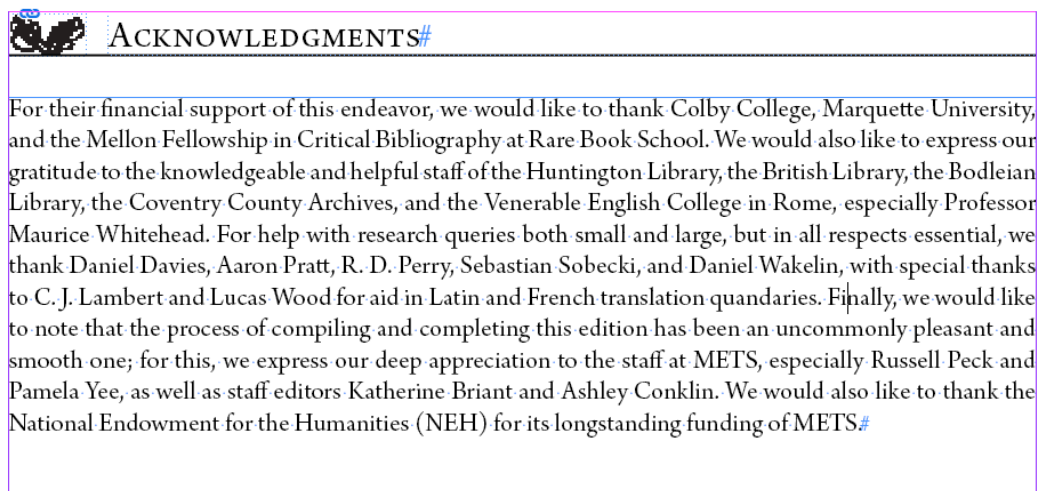 ACKNOWLEDGMENTS#
For their financial support of this endeavor, we would like to thank Colby College, Marquette University,
and the Mellon Fellowship in Critical Bibliography at Rare Book School. We would also like to express our
gratitude to the knowledgeable and helpful staff of the Huntington Library, the British Library, the Bodleian
Library, the Coventry County Archives, and the Venerable English College in Rome, especially Professor
Maurice Whitehead. For help with research queries both small and large, but in all respects essential, we
thank Daniel Davies, Aaron Pratt, R. D. Perry, Sebastian Sobecki, and Daniel Wakelin, with special thanks
to C. J. Lambert and Lucas Wood for aid in Latin and French translation quandaries. Finally, we would like
to note that the process of compiling and completing this edition has been an uncommonly pleasant and
smooth one; for this, we express our deep appreciation to the staff at METS, especially Russell Peck and
Pamela Yee, as well as staff editors Katherine Briant and Ashley Conklin. We would also like to thank the
National Endowment for the Humanities (NEH) for its longstanding funding of METS.#